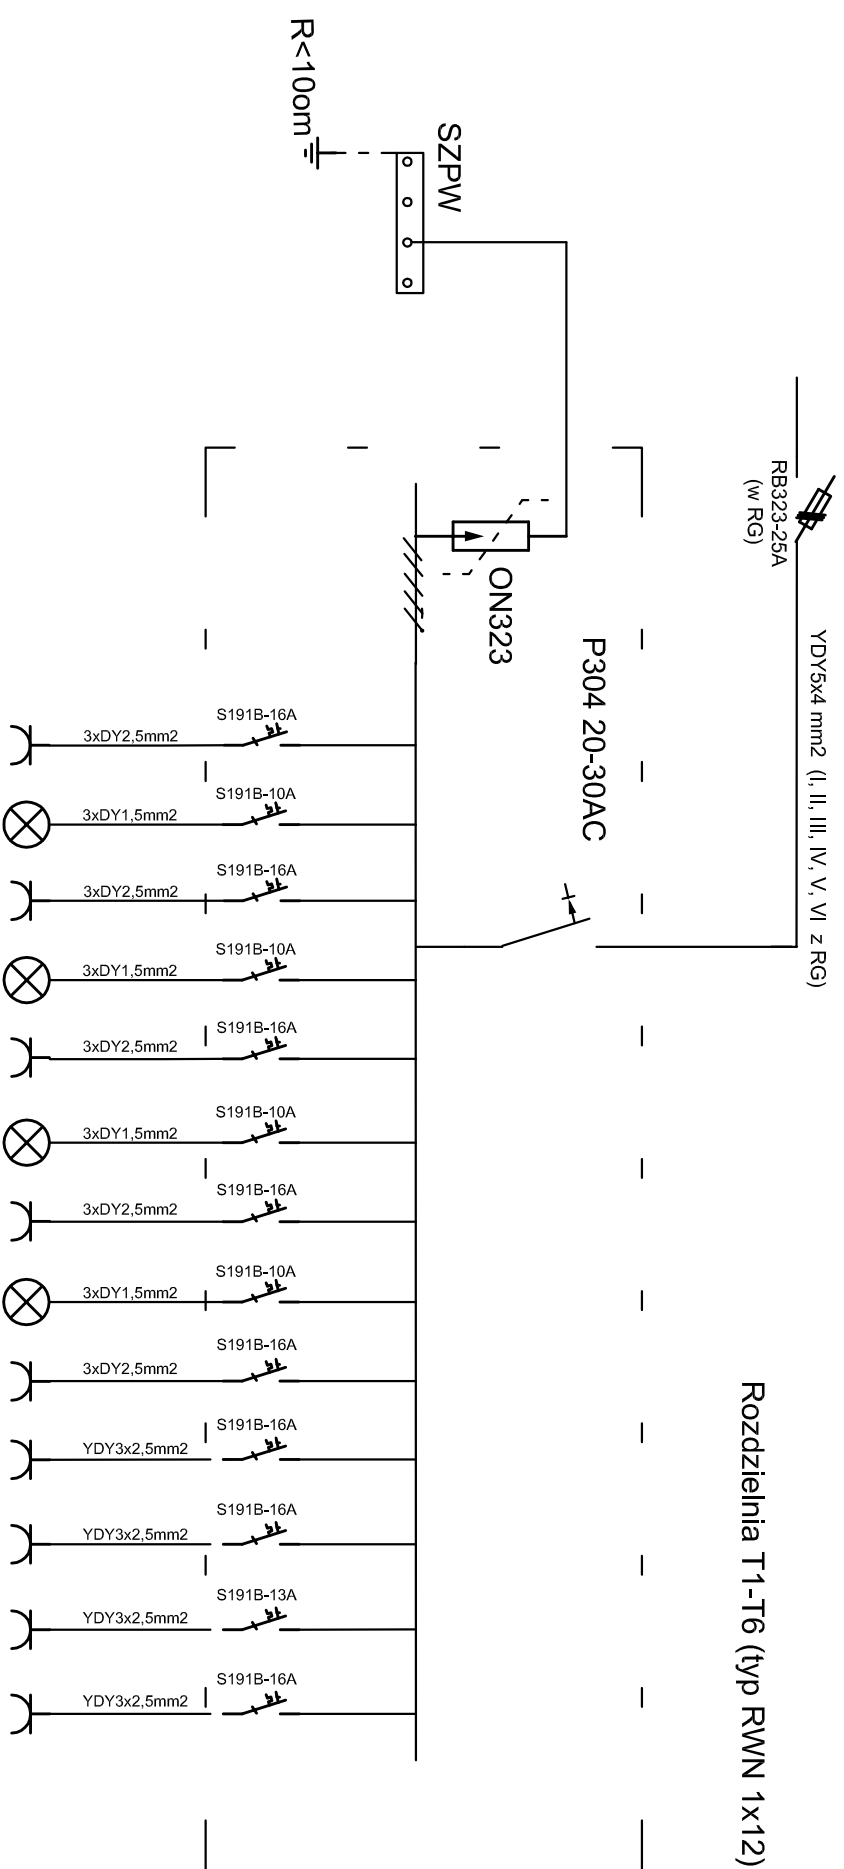 R<10om
SZPW
RB323-25A
(w RG)
YDY5x4 mm2 (I, II, III, IV, V, VI z RG)
ON323
P304 20-30AC
Rozdzielnia T1-T6 (typ RWN 1x12)
S191B-16A
3xDY2,5mm2
S191B-10A
3xDY1,5mm2
S191B-16A
3xDY2,5mm2
S191B-10A
3xDY1,5mm2
S191B-16A
3xDY2,5mm2
S191B-10A
3xDY1,5mm2
S191B-16A
3xDY2,5mm2
S191B-10A
3xDY1,5mm2
S191B-16A
3xDY2,5mm2
S191B-16A
YDY3x2,5mm2
S191B-16A
YDY3x2,5mm2
S191B-13A
YDY3x2,5mm2
S191B-16A
YDY3x2,5mm2